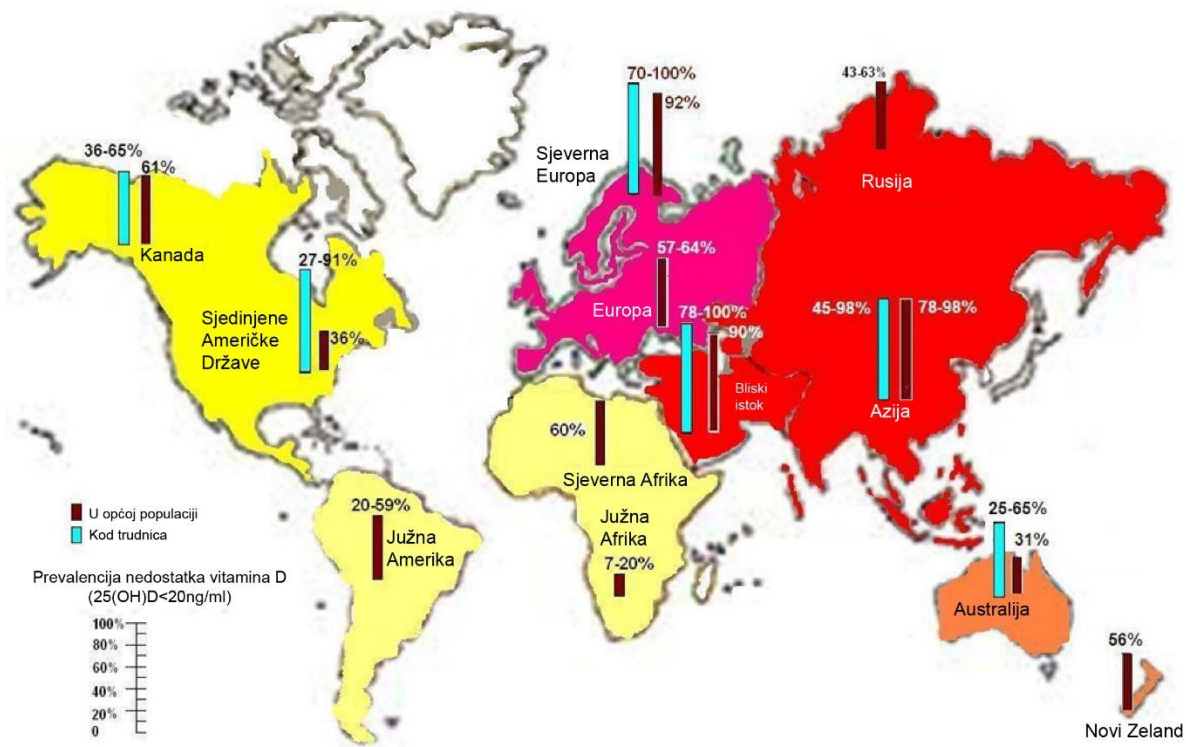 70-100%
92%
Sjeverna
Europa
43-63%
Rusija
36-65%
61%
Kanada
27-91%
36%
Sjedinjene
Američke
Države
57-64%
Europa
78-100%
90%
Bliski
istok
45-98%
78-98%
Azija
60%
Sjeverna Afrika
Južna
Afrika
7-20%
20-59%
Južna
Amerika
25-65%
31%
Australija
56%
Novi Zeland
U općoj populaciji
Kod trudnica
Prevalencija nedostatka vitamina D
(25(OH)D<20ng/ml)
100%
80%
60%
40%
20%
0